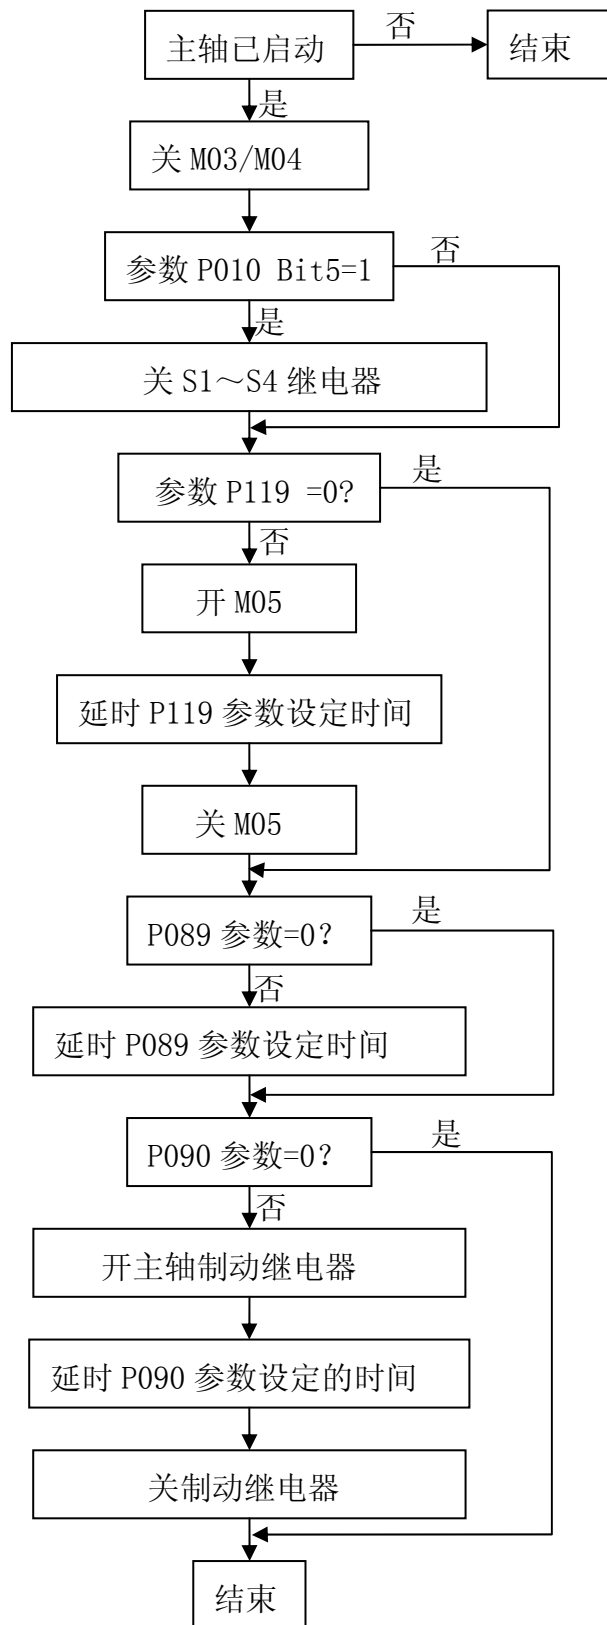 主轴已启动
否
结束
是
关 M03/M04
参数 P010 Bit5=1
否
是
关 S1～S4 继电器
参数 P119 =0?
是
否
开 M05
延时 P119 参数设定时间
关 M05
P089 参数=0？
是
否
延时 P089 参数设定时间
P090 参数=0？
是
否
开主轴制动继电器
延时 P090 参数设定的时间
关制动继电器
结束